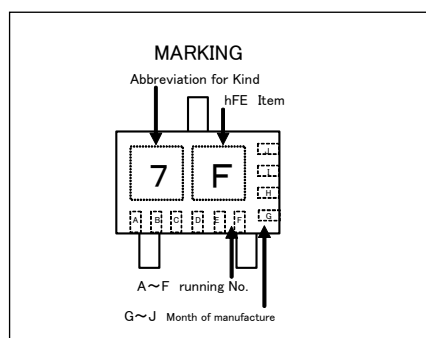 MARKING
Abbreviation for Kind
hFE Item
7 F
J
I
H
G
A B C D E F
A～F running No.
G～J Month of manufacture